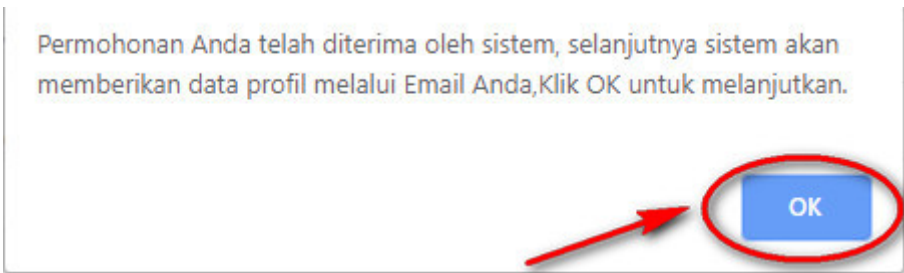 Permohonan Anda telah diterima oleh sistem, selanjutnya sistem akan
memberikan data profil melalui Email Anda,Klik OK untuk melanjutkan.
OK